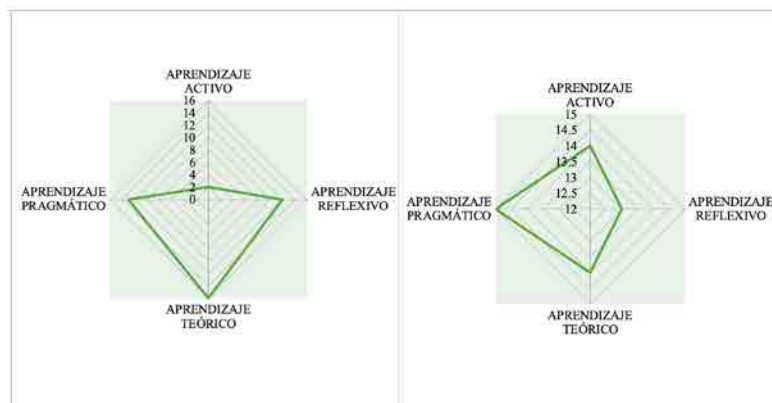 APRENDIZAJE
ACTIVO
16
14
12
10
8
6
4
2
0
APRENDIZAJE
PRAGMÁTICO
APRENDIZAJE
REFLEXIVO
APRENDIZAJE
TEÓRICO
APRENDIZAJE
ACTIVO
15
14.5
14
13.5
13
12.5
12
APRENDIZAJE
PRAGMÁTICO
APRENDIZAJE
REFLEXIVO
APRENDIZAJE
TEÓRICO